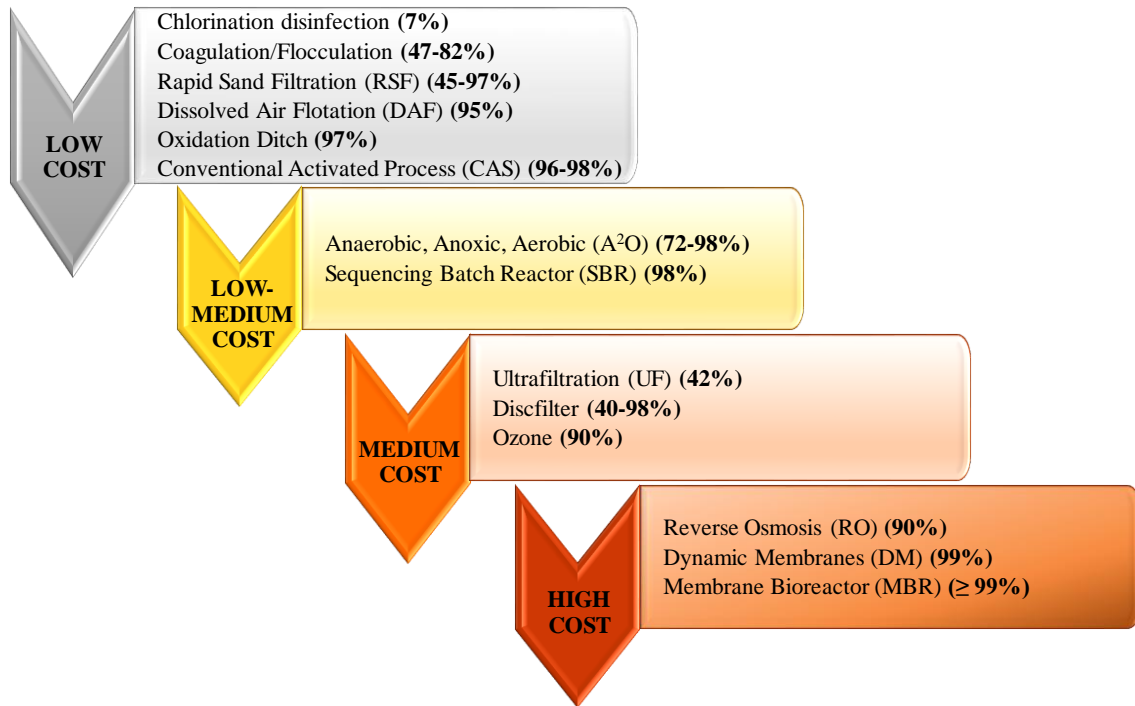 Chlorination disinfection (7%)
Coagulation/Flocculation (47-82%)
Rapid Sand Filtration (RSF) (45-97%)
Dissolved Air Flotation (DAF) (95%)
Oxidation Ditch (97%)
Conventional Activated Process (CAS) (96-98%)
LOW
COST
Anaerobic, Anoxic, Aerobic (A²O) (72-98%)
Sequencing Batch Reactor (SBR) (98%)
LOW-
MEDIUM
COST
Ultrafiltration (UF) (42%)
Discfilter (40-98%)
Ozone (90%)
MEDIUM
COST
Reverse Osmosis (RO) (90%)
Dynamic Membranes (DM) (99%)
Membrane Bioreactor (MBR) (≥ 99%)
HIGH
COST